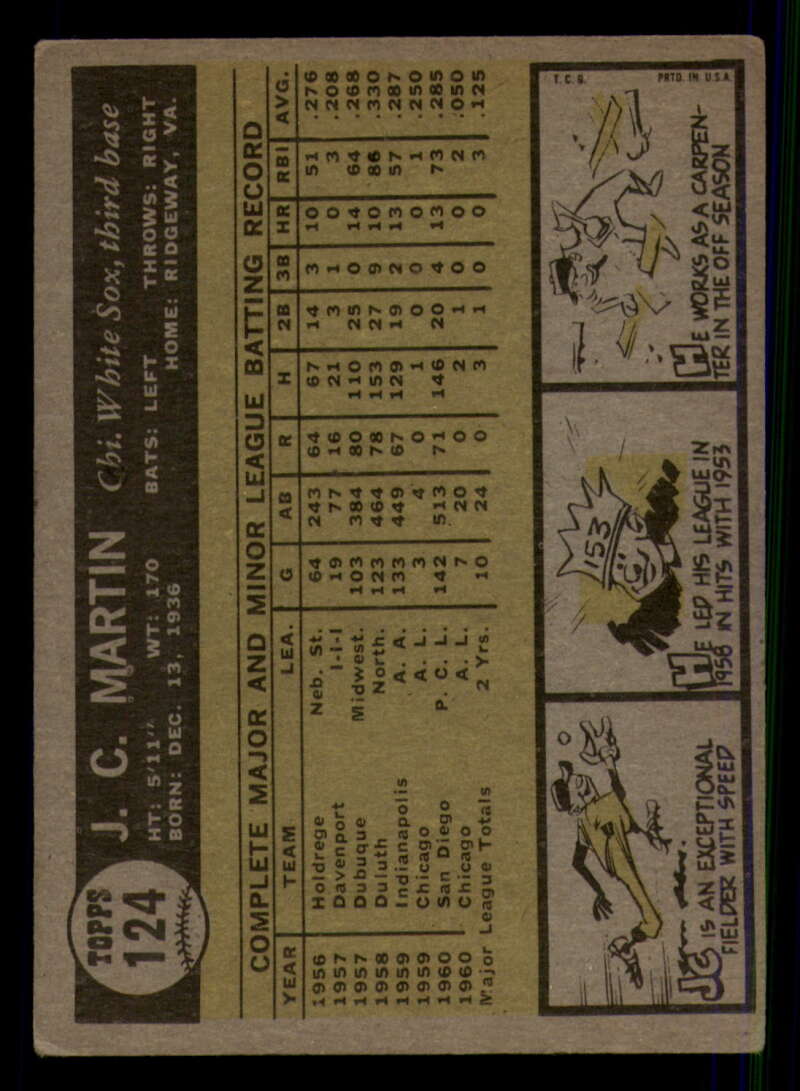 TOPPS
124
J. C. MARTIN Chi. White Sox, third base
HT: 5'11" WT: 170 BATS: LEFT THROWS: RIGHT
BORN: DEC. 13, 1936 HOME: RIDGEWAY, VA.
COMPLETE MAJOR AND MINOR LEAGUE BATTING RECORD
YEAR TEAM LEA. G AB R H 2B 3B HR RBI AVG.
1956 Holdrege Neb. St. 64 243 64 67 14 3 10 51 .276
1957 Davenport I-I-I 19 77 16 21 3 1 0 3 .208
1957 Dubuque Midwest. 103 384 80 110 25 0 14 64 .268
1958 Duluth North. 123 464 78 153 27 9 10 86 .330
1959 Indianapolis A. A. 133 449 67 129 19 2 13 57 .287
1959 Chicago A. L. 3 4 0 1 0 0 0 1 .250
1960 San Diego P. C. L. 142 513 71 146 20 4 13 73 .285
1960 Chicago A. L. 7 20 0 2 1 0 0 2 .050
Major League Totals 2 Yrs. 10 24 0 3 1 0 0 3 .125
J.C. IS AN EXCEPTIONAL
FIELDER WITH SPEED
153
HE LED HIS LEAGUE IN
1958 IN HITS WITH 1953
T.C.G. PRTD. IN U.S.A.
HE WORKS AS A CARPEN-
TER IN THE OFF SEASON